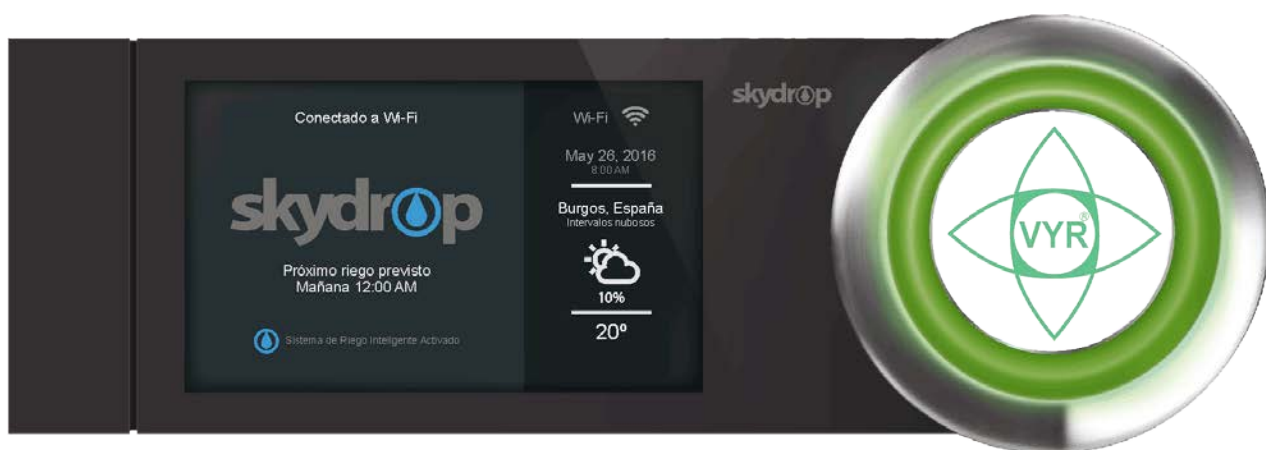 Conectado a Wi-Fi
skydrop
Próximo riego previsto
Mañana 12:00 AM
Sistema de Riego Inteligente Activado
Wi-Fi
May 26, 2016
8:00 AM
Burgos, España
Intervalos nubosos
10%
20º
skydrop
VYR®